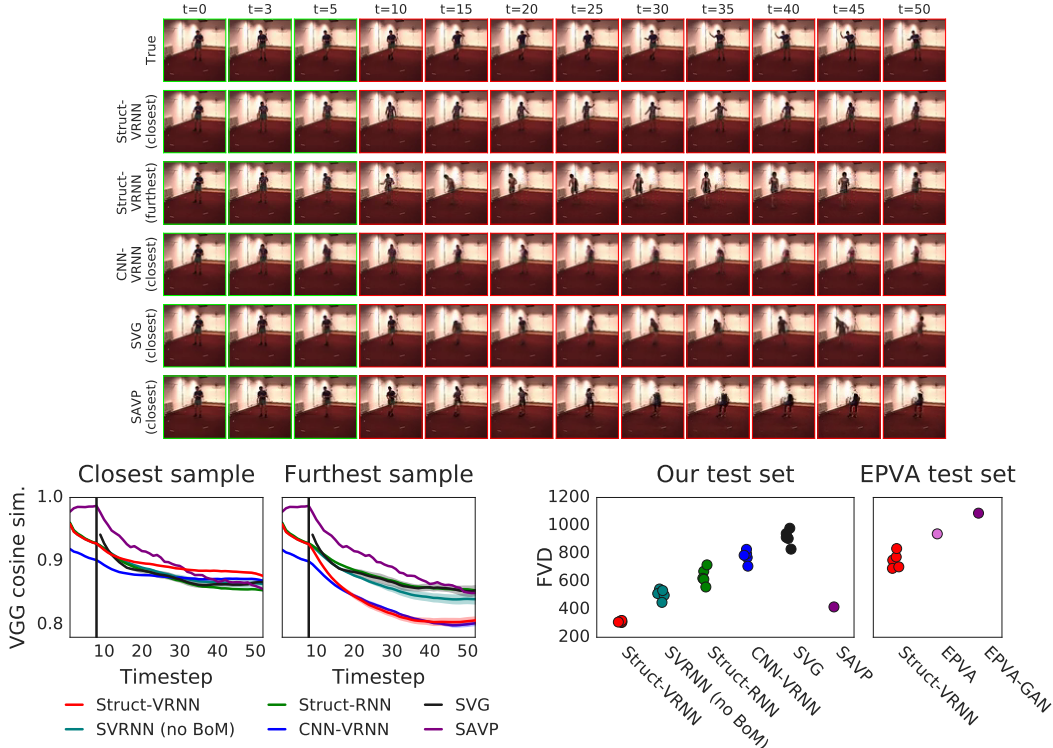 t=0 t=3 t=5 t=10 t=15 t=20 t=25 t=30 t=35 t=40 t=45 t=50
True
Struct-
VRNN
(closest)
Struct-
VRNN
(furthest)
CNN-
VRNN
(closest)
SVG
(closest)
SAVP
(closest)
Closest sample
Furthest sample
VGG cosine sim.
1.0
0.9
0.8
10 20 30 40 50
10 20 30 40 50
Timestep
Timestep
Struct-VRNN
SVRNN (no BoM)
Struct-RNN
CNN-VRNN
SVG
SAVP
Our test set
EPVA test set
FVD
1200
1000
800
600
400
200
Struct-VRNN
SVRNN (no BoM)
Struct-RNN
CNN-VRNN
SVG
SAVP
Struct-VRNN
EPVA
EPVA-GAN